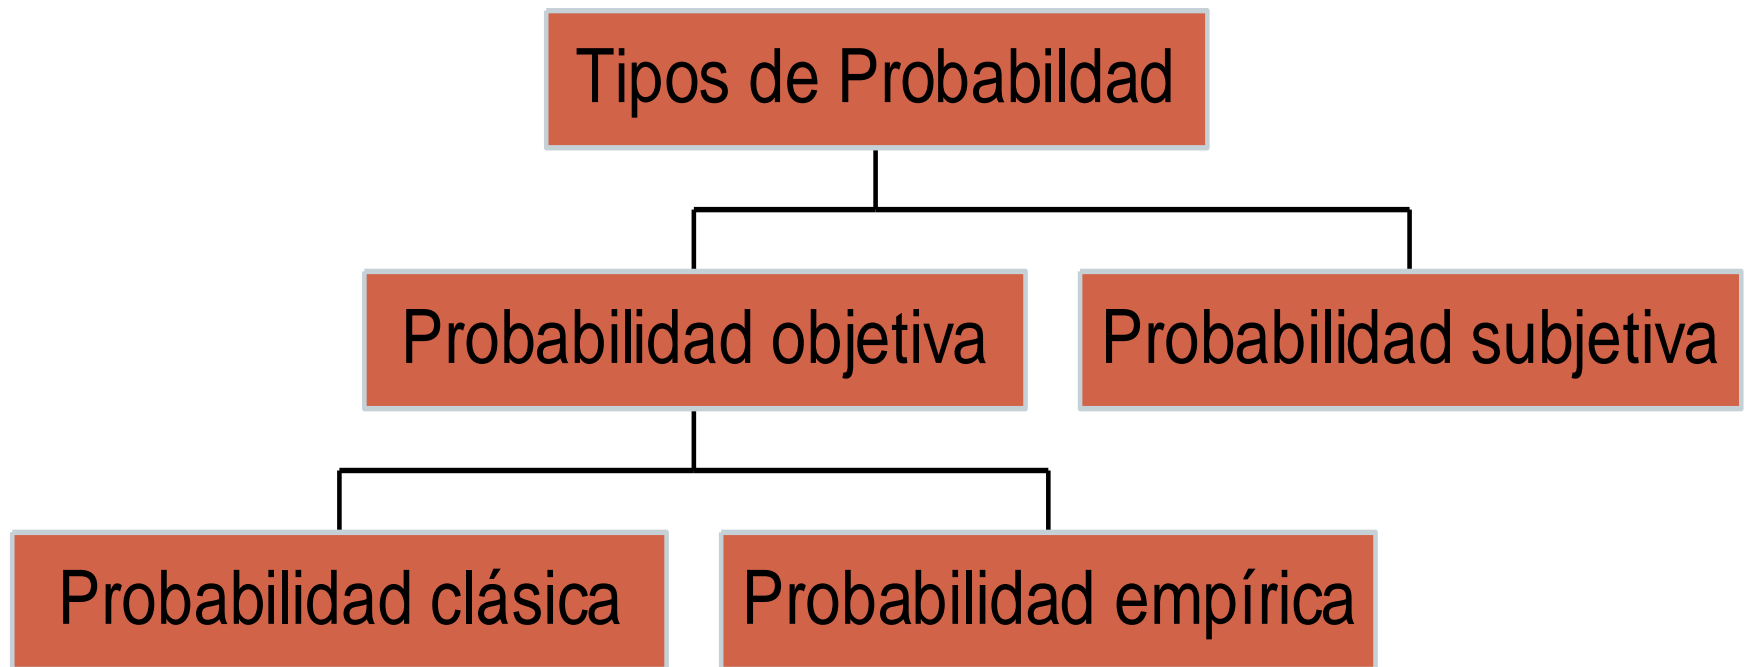 Tipos de Probabildad
Probabilidad objetiva
Probabilidad subjetiva
Probabilidad clásica
Probabilidad empírica